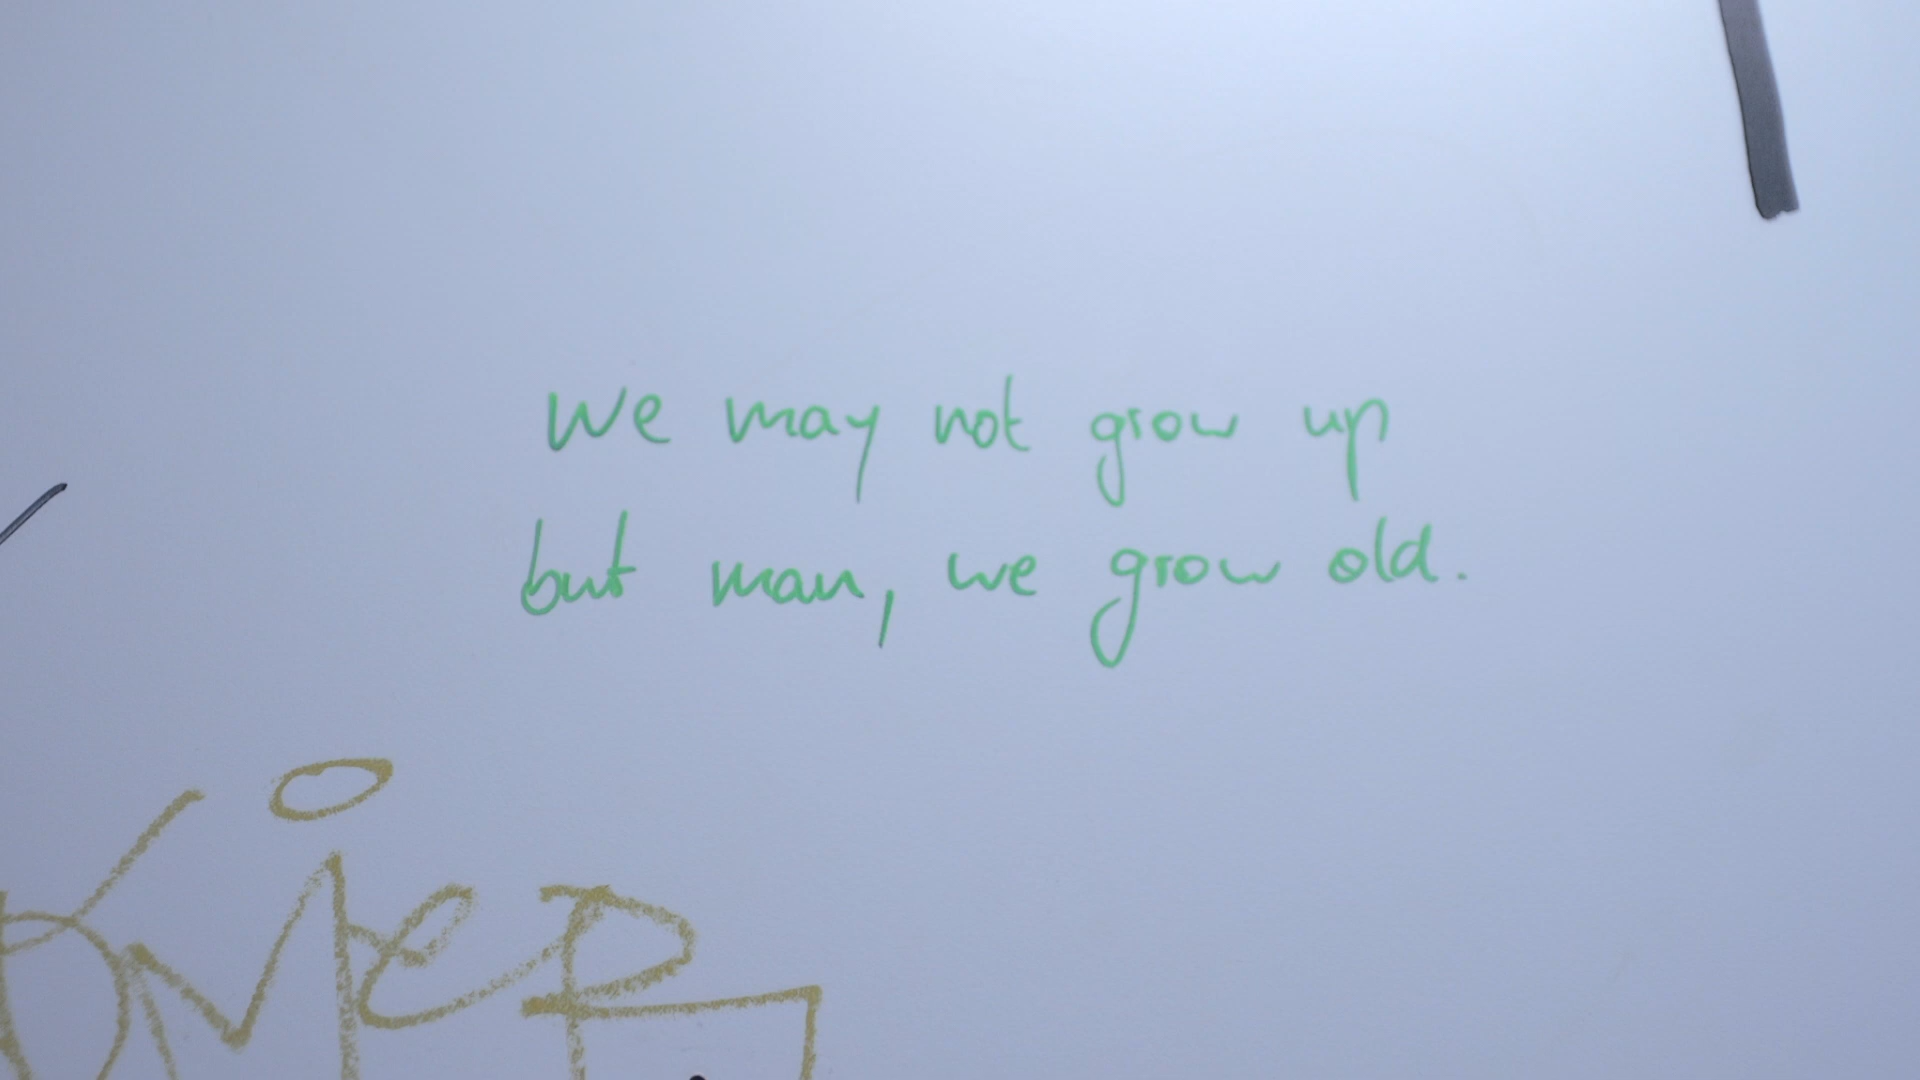 We may not grow up
but man, we grow old.